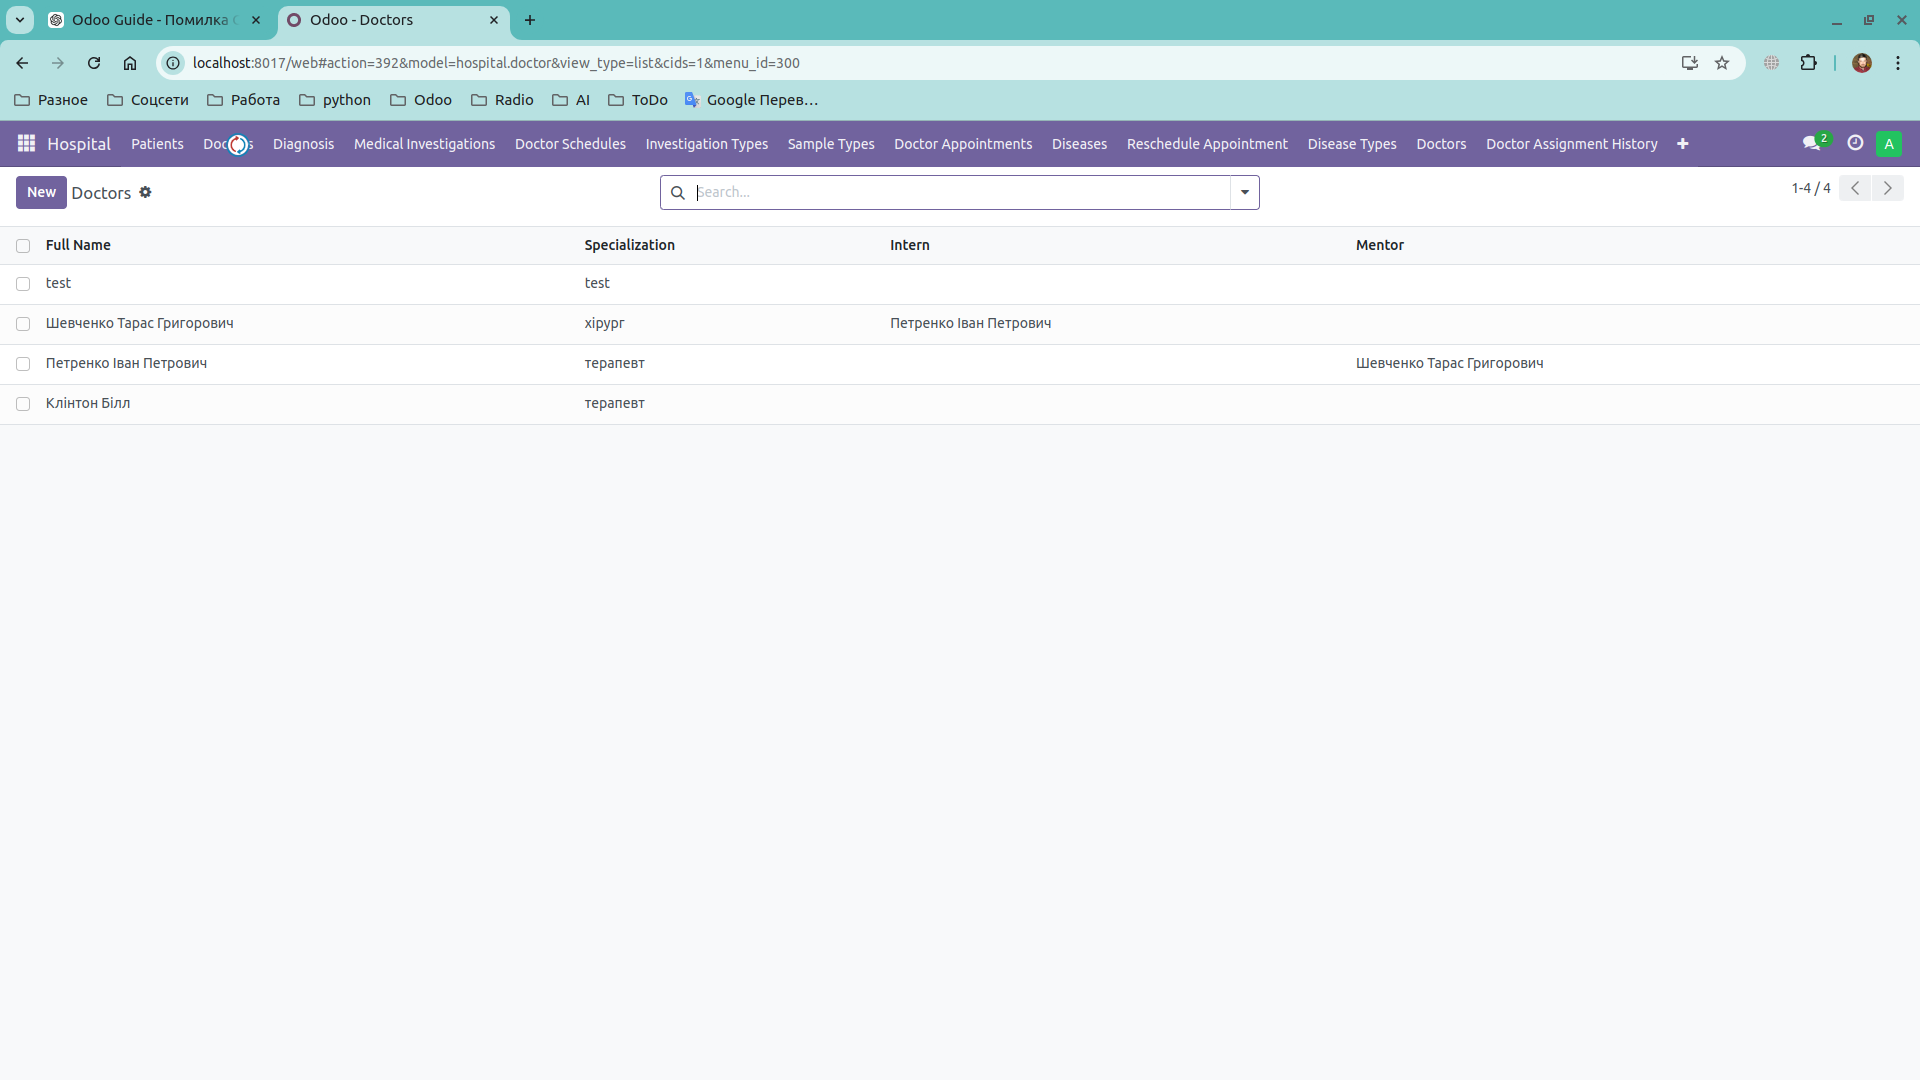 Odoo Guide - Помилка
Odoo - Doctors
localhost:8017/web#action=392&model=hospital.doctor&view_type=list&cids=1&menu_id=300
Разное Соцсети Работа python Odoo Radio AI ToDo Google Перев…
Hospital Patients Diagnosis Medical Investigations Doctor Schedules Investigation Types Sample Types Doctor Appointments Diseases Reschedule Appointment Disease Types Doctors Doctor Assignment History 2 A
New Doctors Search... 1-4 / 4
Full Name Specialization Intern Mentor
test test
Шевченко Тарас Григорович хірург Петренко Іван Петрович
Петренко Іван Петрович терапевт Шевченко Тарас Григорович
Клінтон Білл терапевт